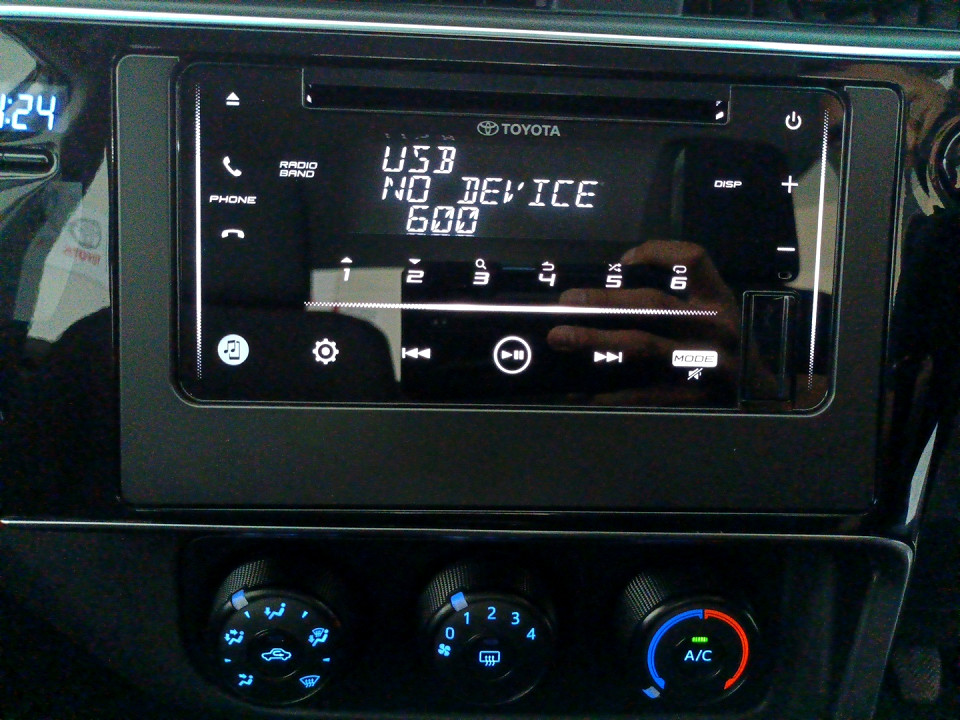 :24
TOYOTA
USB
RADIO
BAND
NO DEVICE
DISP
PHONE
600
1 2 3 4 5 6
MODE
0 1 2 3 4
A/C